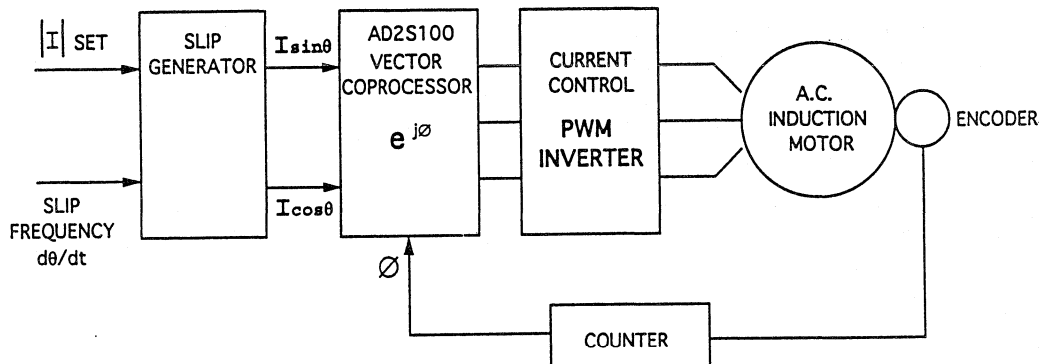 |I| SET
SLIP
GENERATOR
Isinθ
AD2S100
VECTOR
COPROCESSOR
e jø
CURRENT
CONTROL
PWM
INVERTER
A.C.
INDUCTION
MOTOR
ENCODER
SLIP
FREQUENCY
dθ/dt
Icosθ
Ø
COUNTER